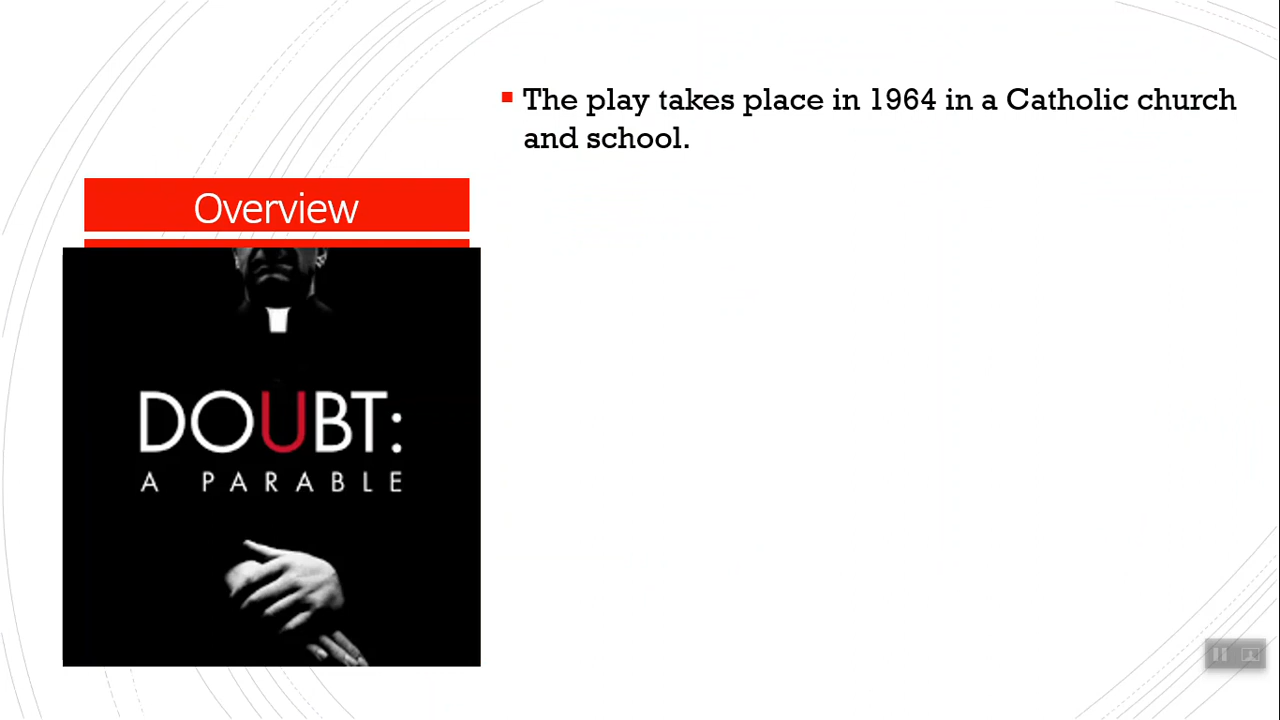 The play takes place in 1964 in a Catholic church
and school.
Overview
DOUBT:
A PARABLE